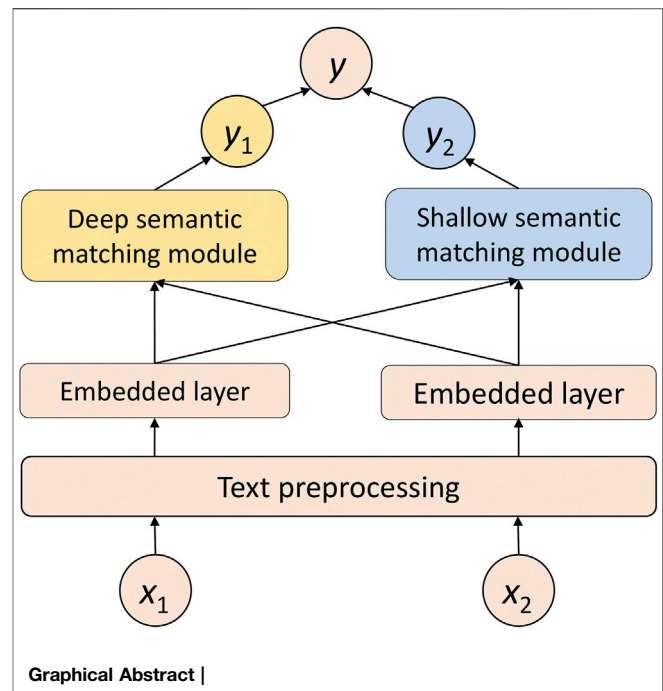 y
y1
y2
Deep semantic
matching module
Shallow semantic
matching module
Embedded layer
Embedded layer
Text preprocessing
x1
x2
Graphical Abstract |